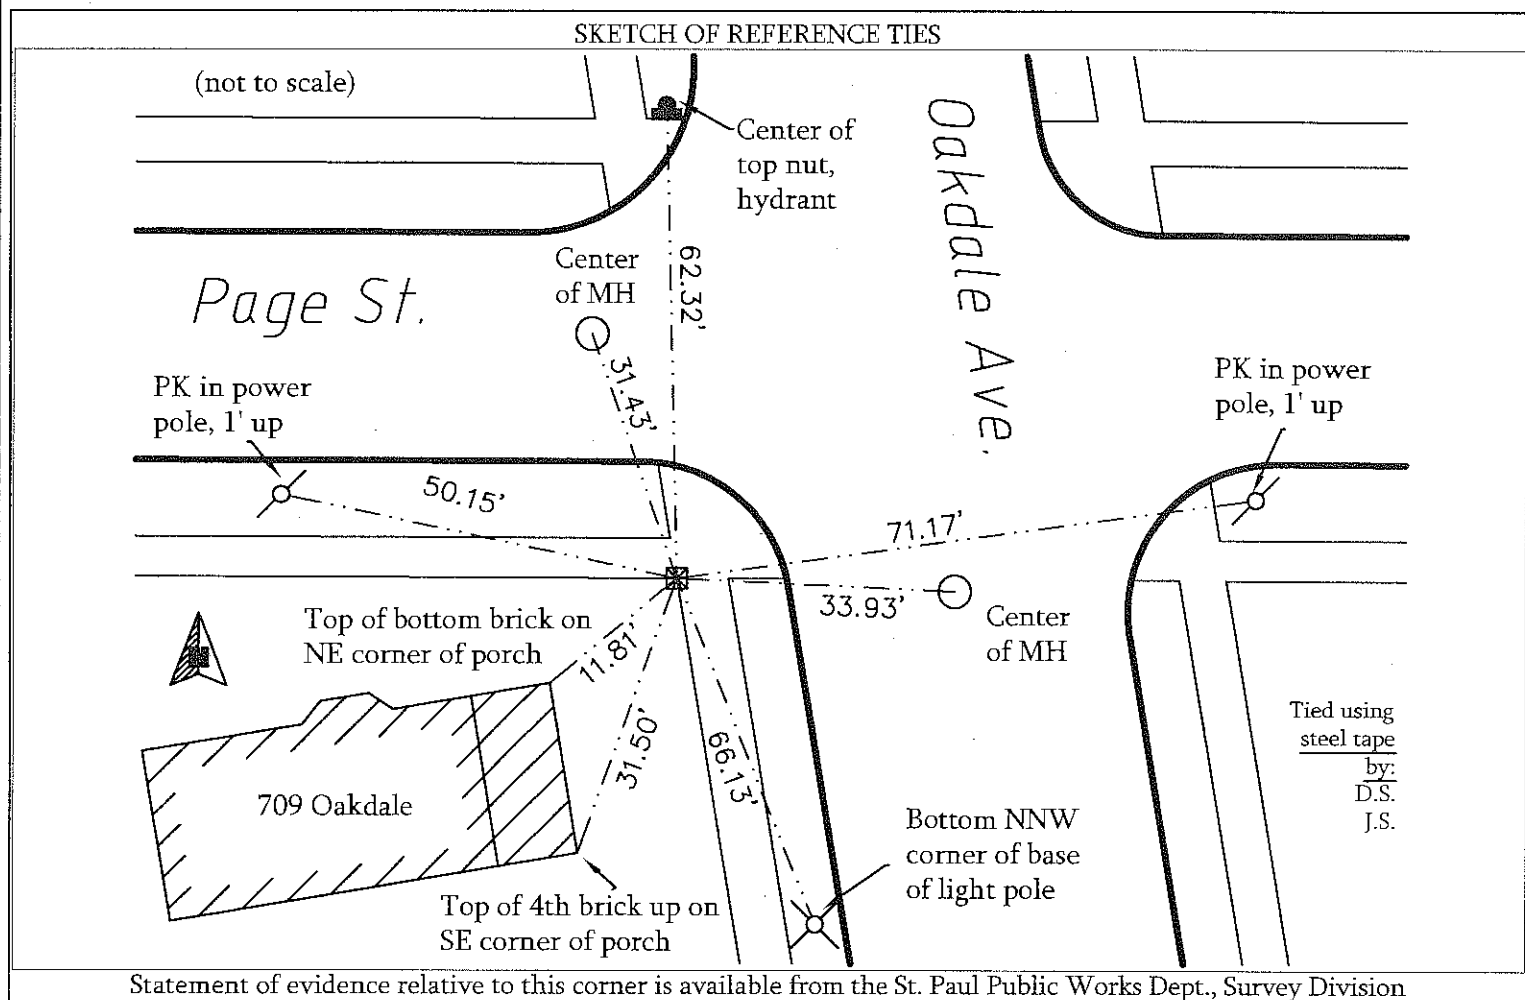 SKETCH OF REFERENCE TIES
(not to scale)
Center of
top nut,
hydrant
Oakdale Ave.
Center
of MH
62.32'
Page St.
31.43'
PK in power
pole, 1' up
PK in power
pole, 1' up
50.15'
71.17'
33.93'
Center
of MH
Top of bottom brick on
NE corner of porch
11.81'
31.50'
66.13'
Tied using
steel tape
by:
D.S.
J.S.
709 Oakdale
Bottom NNW
corner of base
of light pole
Top of 4th brick up on
SE corner of porch
Statement of evidence relative to this corner is available from the St. Paul Public Works Dept., Survey Division